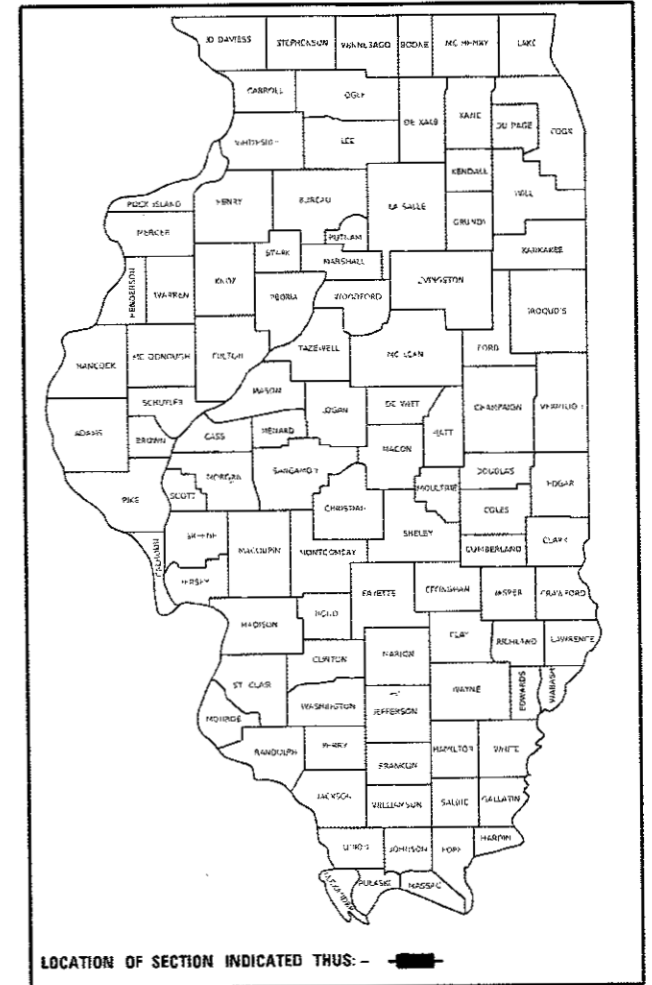 JO DAVIESS STEPHENSON WINNEBAGO BOONE MC HENRY LAKE
CARROLL OGLE DE KALB KANE DU PAGE COOK
WHITESIDE LEE
KENDALL
ROCK ISLAND HENRY BUREAU LA SALLE GRUNDY WILL
MERCER PUTNAM
STARK MARSHALL KANKAKEE
HENDERSON WARREN KNOX PEORIA WOODFORD LIVINGSTON IROQUOIS
HANCOCK MC DONOUGH FULTON TAZEWELL MC LEAN FORD
SCHUYLER MASON LOGAN DE WITT CHAMPAIGN VERMILION
ADAMS BROWN CASS MENARD MACON PIATT
PIKE SCOTT MORGAN SANGAMON MOULTRIE DOUGLAS EDGAR
CHRISTIAN COLES
CALHOUN GREENE MACOUPIN MONTGOMERY SHELBY CUMBERLAND CLARK
JERSEY FAYETTE EFFINGHAM JASPER CRAWFORD
MADISON BOND CLAY RICHLAND LAWRENCE
CLINTON MARION
ST CLAIR WAYNE EDWARDS WABASH
MONROE WASHINGTON JEFFERSON
RANDOLPH PERRY HAMILTON WHITE
FRANKLIN
JACKSON WILLIAMSON SALINE GALLATIN
UNION JOHNSON POPE HARDIN
ALEXANDER PULASKI MASSAC
LOCATION OF SECTION INDICATED THUS: -